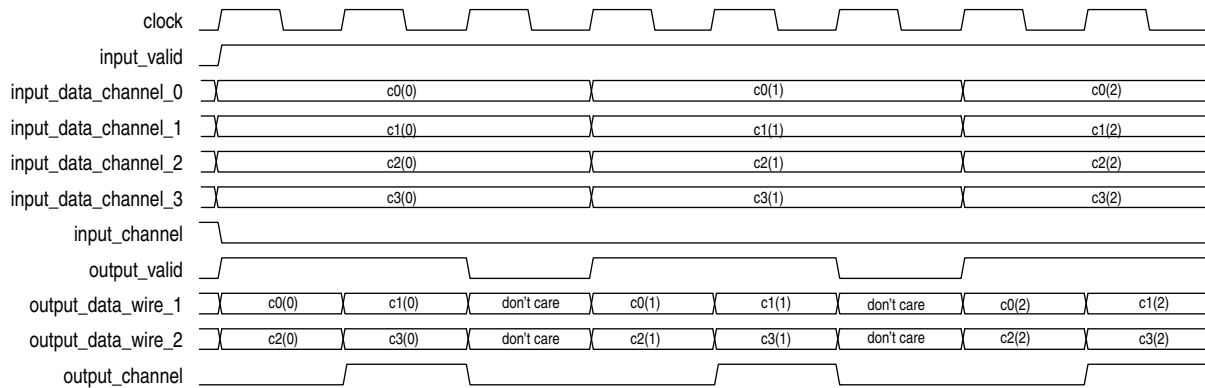 clock
input_valid
input_data_channel_0 c0(0) c0(1) c0(2)
input_data_channel_1 c1(0) c1(1) c1(2)
input_data_channel_2 c2(0) c2(1) c2(2)
input_data_channel_3 c3(0) c3(1) c3(2)
input_channel
output_valid
output_data_wire_1 c0(0) c1(0) don't care c0(1) c1(1) don't care c0(2) c1(2)
output_data_wire_2 c2(0) c3(0) don't care c2(1) c3(1) don't care c2(2) c3(2)
output_channel